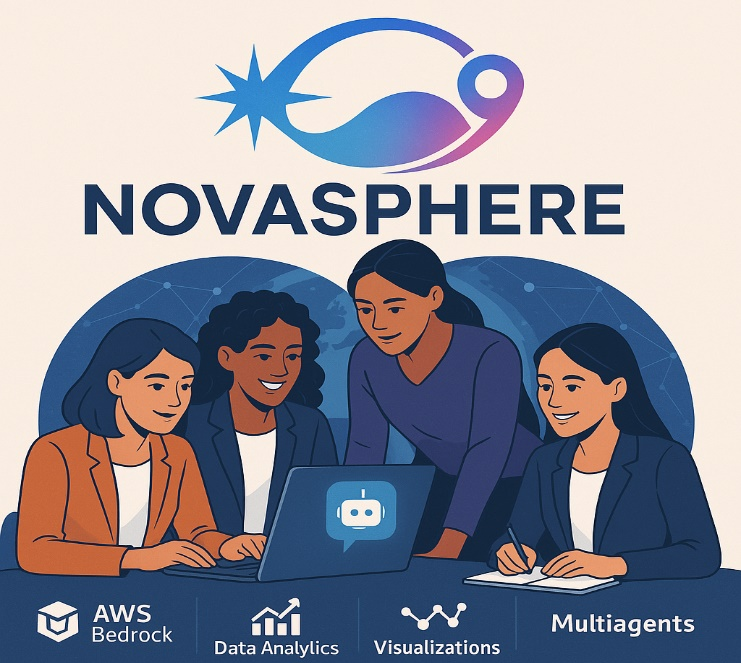 NOVASPHERE
AWS
Bedrock
Data Analytics
Visualizations
Multiagents